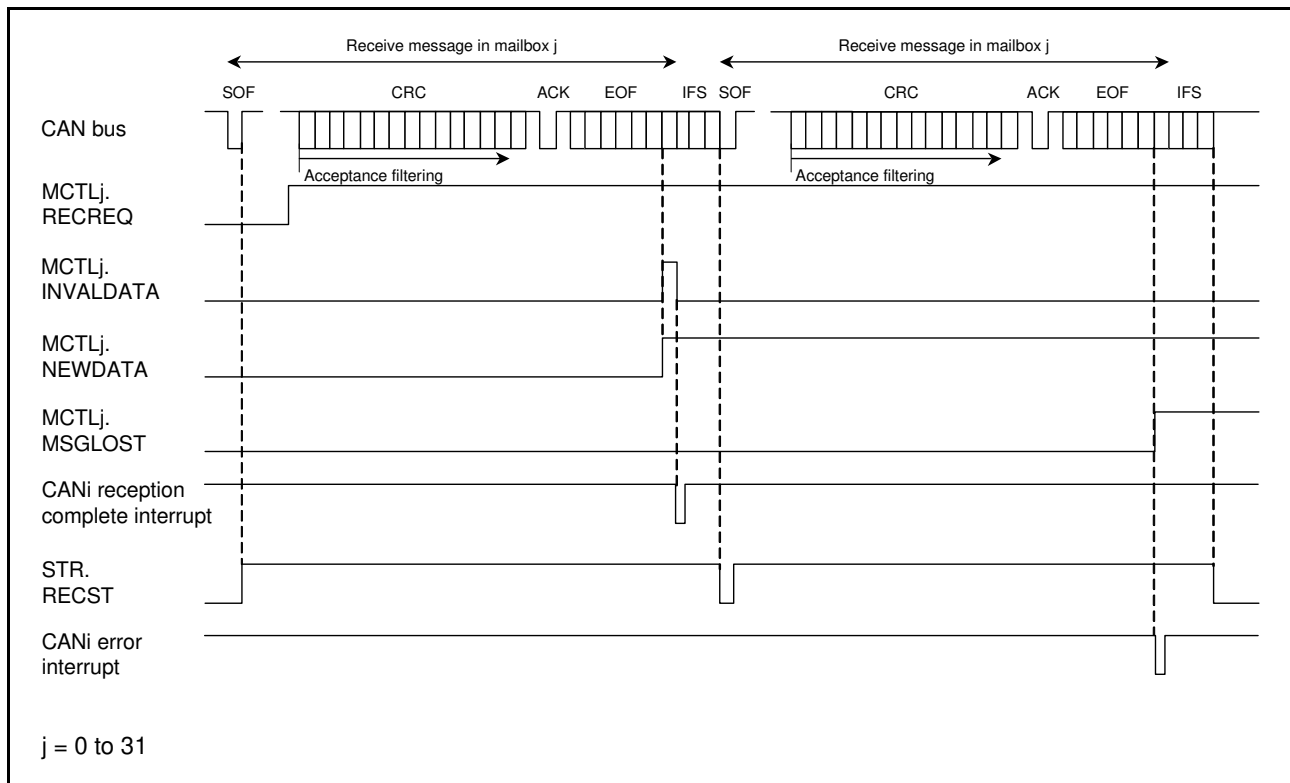 Receive message in mailbox j
Receive message in mailbox j
SOF CRC ACK EOF IFS SOF CRC ACK EOF IFS
CAN bus
Acceptance filtering
Acceptance filtering
MCTLj.
RECREQ
MCTLj.
INVALDATA
MCTLj.
NEWDATA
MCTLj.
MSGLOST
CANi reception
complete interrupt
STR.
RECST
CANi error
interrupt
j = 0 to 31